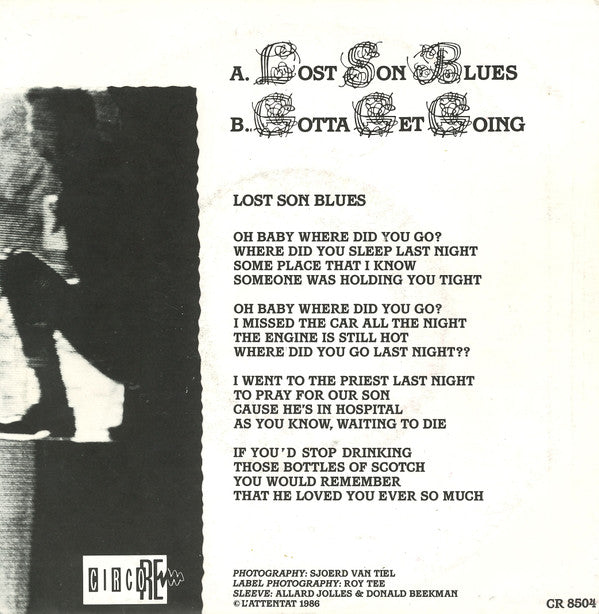 A. LOST SON BLUES
B. GOTTA GET GOING
LOST SON BLUES
OH BABY WHERE DID YOU GO?
WHERE DID YOU SLEEP LAST NIGHT
SOME PLACE THAT I KNOW
SOMEONE WAS HOLDING YOU TIGHT
OH BABY WHERE DID YOU GO?
I MISSED THE CAR ALL THE NIGHT
THE ENGINE IS STILL HOT
WHERE DID YOU GO LAST NIGHT??
I WENT TO THE PRIEST LAST NIGHT
TO PRAY FOR OUR SON
CAUSE HE'S IN HOSPITAL
AS YOU KNOW, WAITING TO DIE
IF YOU'D STOP DRINKING
THOSE BOTTLES OF SCOTCH
YOU WOULD REMEMBER
THAT HE LOVED YOU EVER SO MUCH
CIRCORE
PHOTOGRAPHY: SJOERD VAN TIEL
LABEL PHOTOGRAPHY: ROY TEE
SLEEVE: ALLARD JOLLES & DONALD BEEKMAN
© L'ATTENTAT 1986
CR 8504